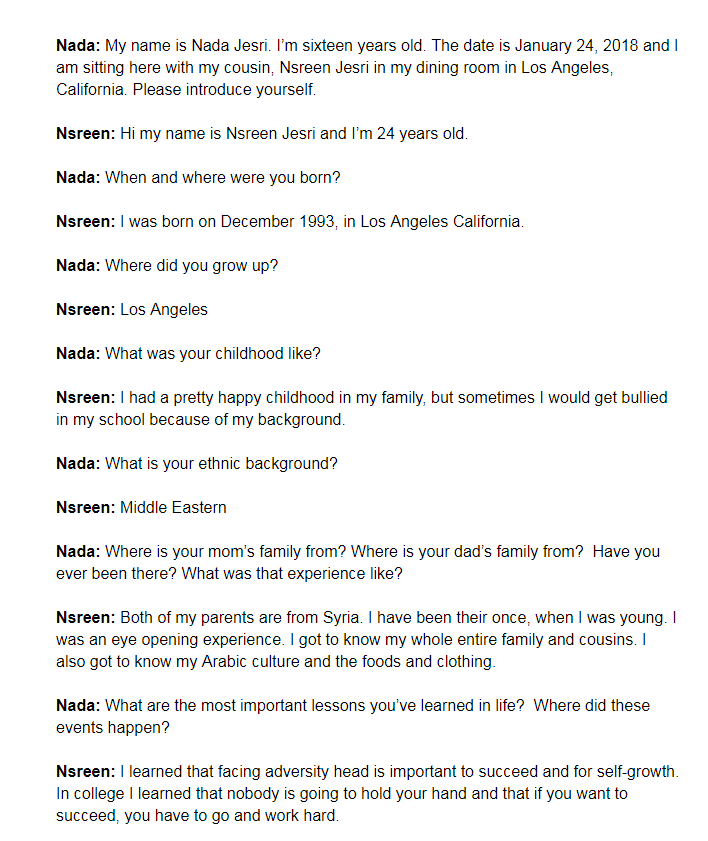 Nada: My name is Nada Jesri. I'm sixteen years old. The date is January 24, 2018 and I
am sitting here with my cousin, Nsreen Jesri in my dining room in Los Angeles,
California. Please introduce yourself.
Nsreen: Hi my name is Nsreen Jesri and I'm 24 years old.
Nada: When and where were you born?
Nsreen: I was born on December 1993, in Los Angeles California.
Nada: Where did you grow up?
Nsreen: Los Angeles
Nada: What was your childhood like?
Nsreen: I had a pretty happy childhood in my family, but sometimes I would get bullied
in my school because of my background.
Nada: What is your ethnic background?
Nsreen: Middle Eastern
Nada: Where is your mom's family from? Where is your dad's family from?  Have you
ever been there? What was that experience like?
Nsreen: Both of my parents are from Syria. I have been their once, when I was young. I
was an eye opening experience. I got to know my whole entire family and cousins. I
also got to know my Arabic culture and the foods and clothing.
Nada: What are the most important lessons you've learned in life?  Where did these
events happen?
Nsreen: I learned that facing adversity head is important to succeed and for self-growth.
In college I learned that nobody is going to hold your hand and that if you want to
succeed, you have to go and work hard.